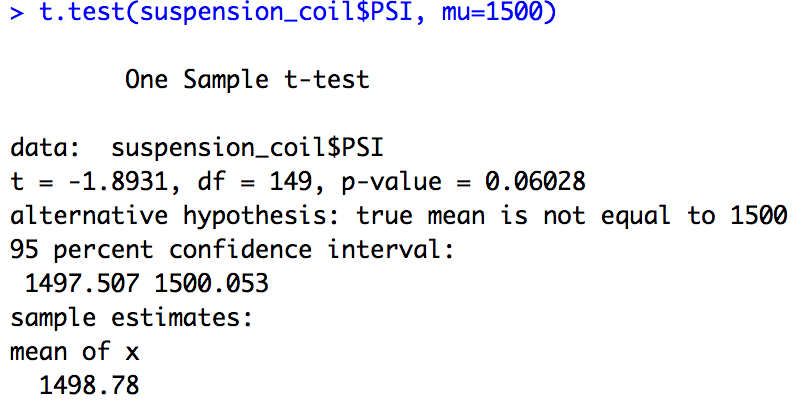 > t.test(suspension_coil$PSI, mu=1500)
One Sample t-test
data:  suspension_coil$PSI
t = -1.8931, df = 149, p-value = 0.06028
alternative hypothesis: true mean is not equal to 1500
95 percent confidence interval:
1497.507 1500.053
sample estimates:
mean of x
1498.78